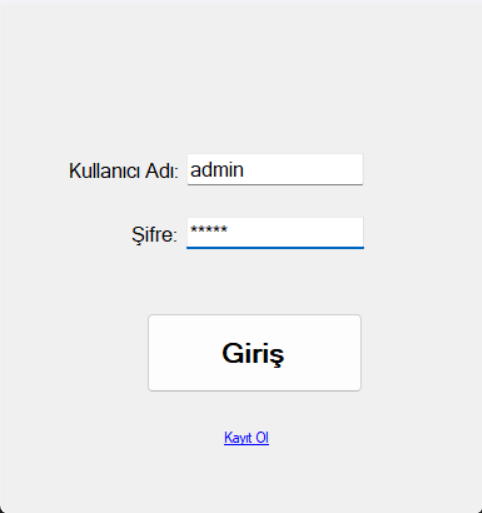 Kullanıcı Adı: admin
Şifre: *****
Giriş
Kayıt Ol